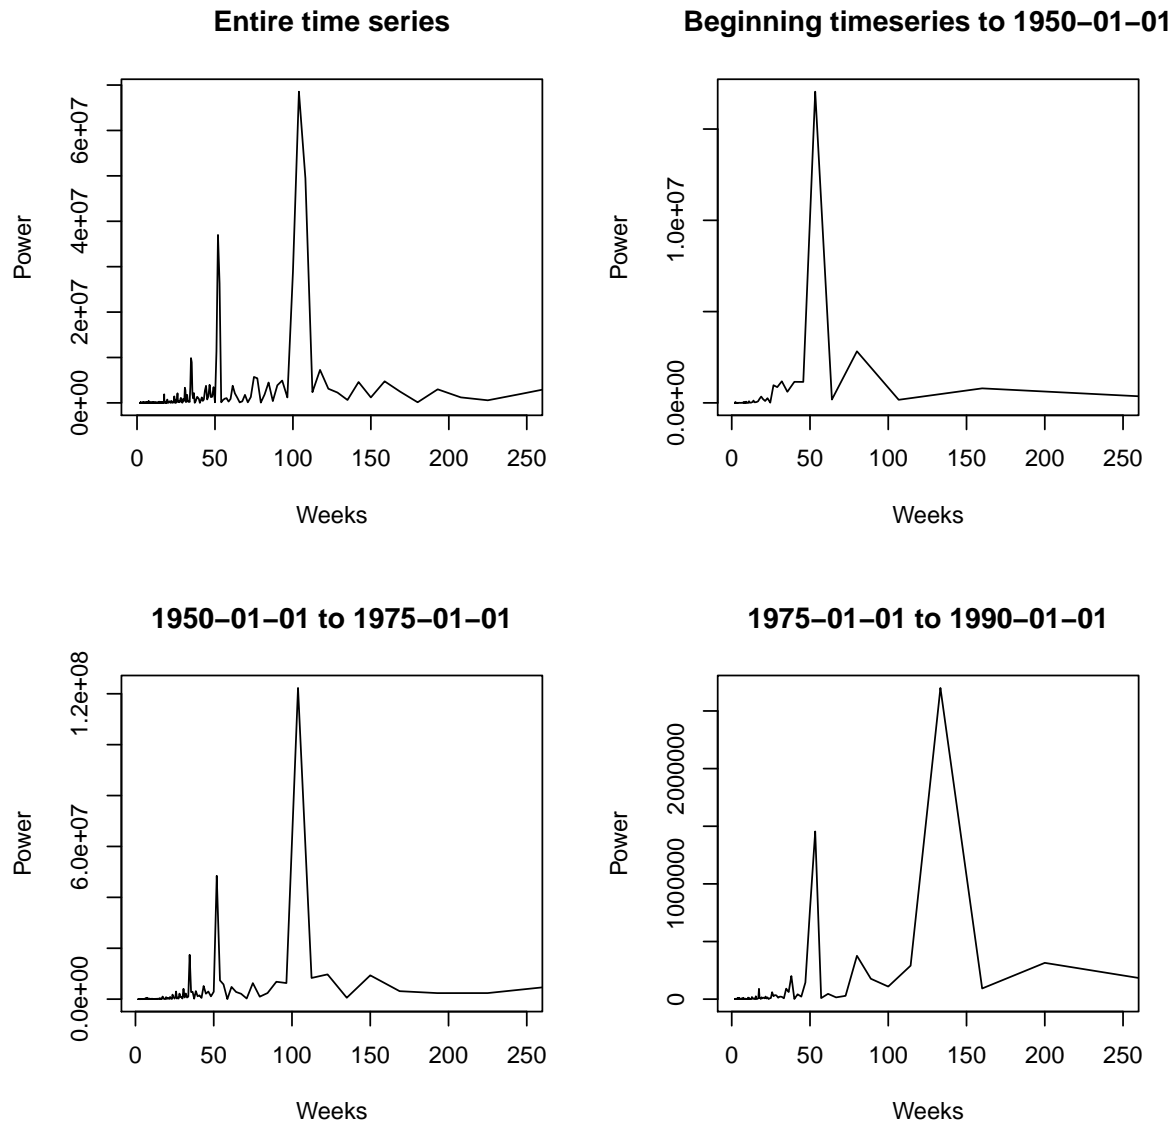 Entire time series
Power
0e+00 2e+07 4e+07 6e+07
0 50 100 150 200 250
Weeks
Beginning timeseries to 1950−01−01
Power
0.0e+00 1.0e+07
0 50 100 150 200 250
Weeks
1950−01−01 to 1975−01−01
Power
0.0e+00 6.0e+07 1.2e+08
0 50 100 150 200 250
Weeks
1975−01−01 to 1990−01−01
Power
0 1000000 2000000
0 50 100 150 200 250
Weeks